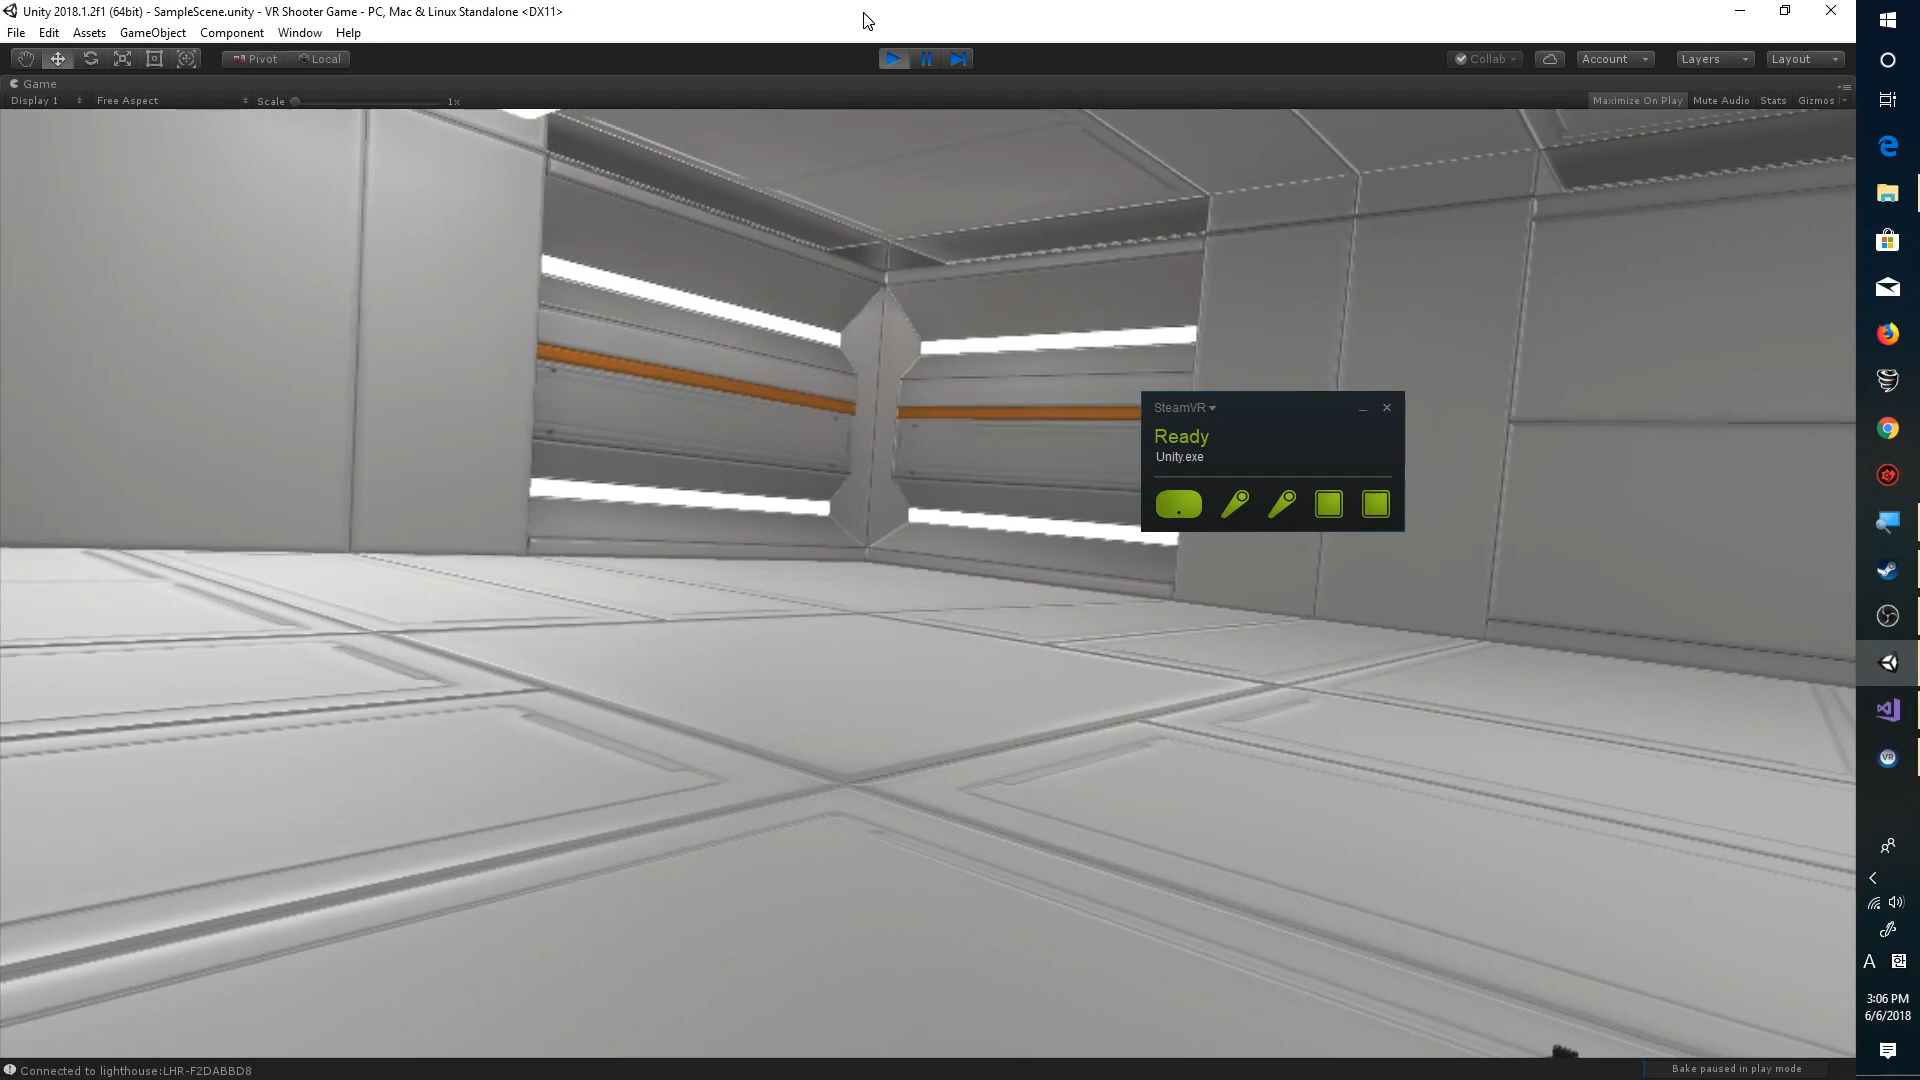 Unity 2018.1.2f1 (64bit) - SampleScene.unity - VR Shooter Game - PC, Mac & Linux Standalone <DX11>
File Edit Assets GameObject Component Window Help
Pivot Local Collab Account Layers Layout
Game
Display 1 Free Aspect Scale 1x Maximize On Play Mute Audio Stats Gizmos
SteamVR
Ready
Unity.exe
VR
A 한
3:06 PM
6/6/2018
Connected to lighthouse:LHR-F2DABBD8
Bake paused in play mode